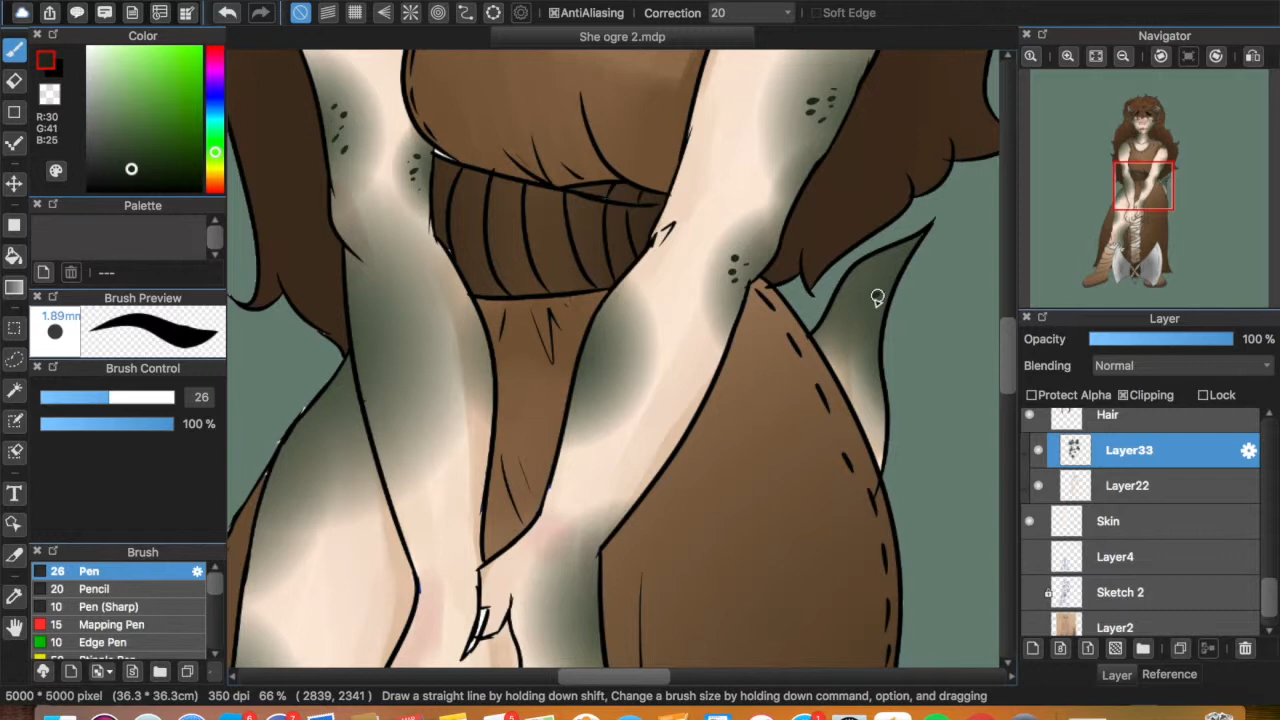 AntiAliasing Correction 20 Soft Edge
She ogre 2.mdp
Color
R:30
G:41
B:25
Palette
---
Brush Preview
1.89mm
Brush Control
26
100 %
Brush
26 Pen
20 Pencil
10 Pen (Sharp)
15 Mapping Pen
10 Edge Pen
Navigator
Layer
Opacity 100 %
Blending Normal
Protect Alpha Clipping Lock
Hair
Layer33
Layer22
Skin
Layer4
Sketch 2
Layer2
Layer Reference
5000 * 5000 pixel (36.3 * 36.3cm) 350 dpi 66 % ( 2839, 2341 ) Draw a straight line by holding down shift, Change a brush size by holding down command, option, and dragging